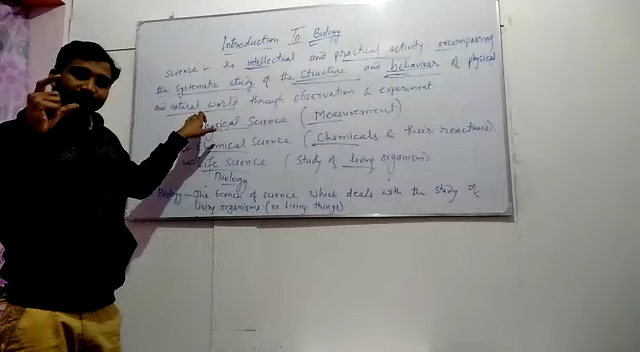 Introduction To Biology
Science - the intellectual and practical activity encompassing
the systematic study of the structure and behaviour of physical
and natural world through observation & experiment
Physical Science (Measurement)
Chemical Science (Chemicals & their reactions)
Life Science (Study of living organism)
Biology
Biology - The branch of science which deals with the study of
living organisms (or living things)